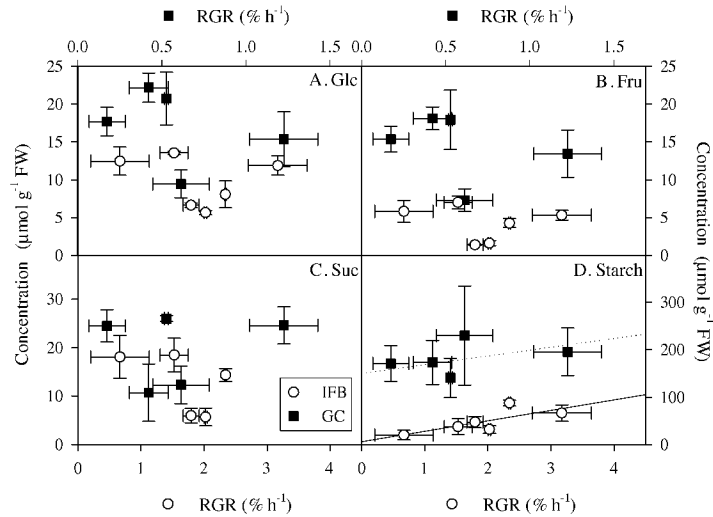 RGR (% h-1) RGR (% h-1)
0.0 0.5 1.0 1.5 0.0 0.5 1.0 1.5
A. Glc B. Fru
25 25
20 20
15 15
10 10
5 5
0 0
Concentration (µmol g-1 FW) Concentration (µmol g-1 FW)
C. Suc D. Starch
30 300
20 200
10 100
0 0
IFB
GC
0 1 2 3 4 0 1 2 3 4
RGR (% h-1) RGR (% h-1)